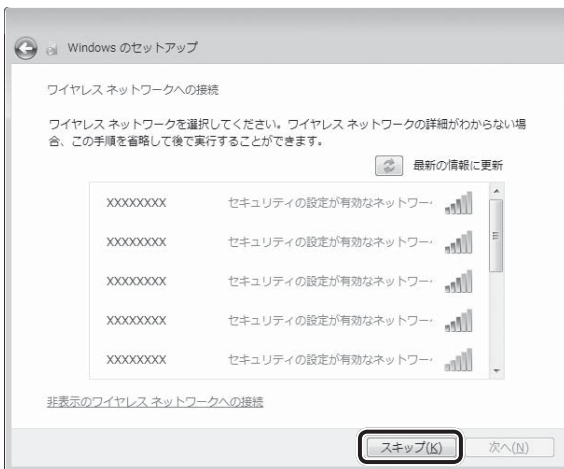 Windows のセットアップ
ワイヤレス ネットワークへの接続
ワイヤレス ネットワークを選択してください。ワイヤレス ネットワークの詳細がわからない場
合、この手順を省略して後で実行することができます。
最新の情報に更新
XXXXXXXX セキュリティの設定が有効なネットワー
XXXXXXXX セキュリティの設定が有効なネットワー
XXXXXXXX セキュリティの設定が有効なネットワー
XXXXXXXX セキュリティの設定が有効なネットワー
XXXXXXXX セキュリティの設定が有効なネットワー
非表示のワイヤレス ネットワークへの接続
スキップ(K) 次へ(N)